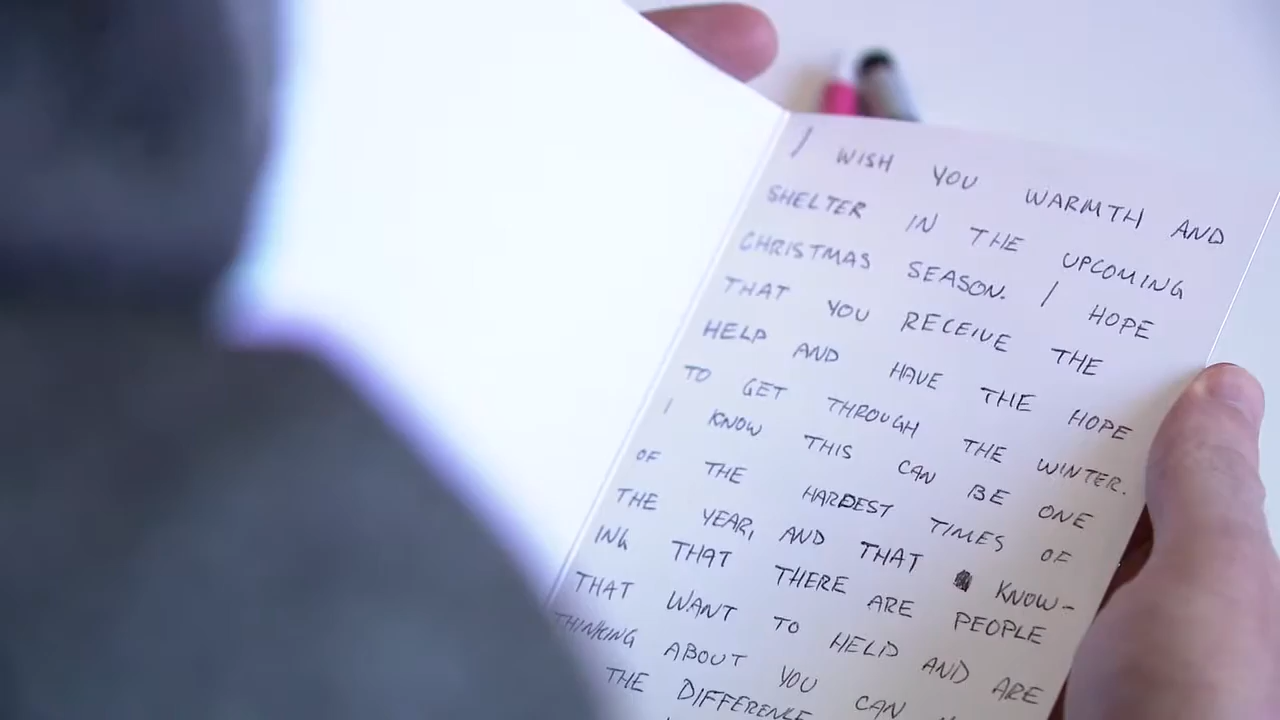 I WISH YOU WARMTH AND
SHELTER IN THE UPCOMING
CHRISTMAS SEASON. I HOPE
THAT YOU RECEIVE THE
HELP AND HAVE THE HOPE
TO GET THROUGH THE WINTER.
I KNOW THIS CAN BE ONE
OF THE HARDEST TIMES OF
THE YEAR, AND THAT KNOW-
ING THAT THERE ARE PEOPLE
THAT WANT TO HELP AND ARE
THINKING ABOUT YOU CAN
THE DIFFERENCE